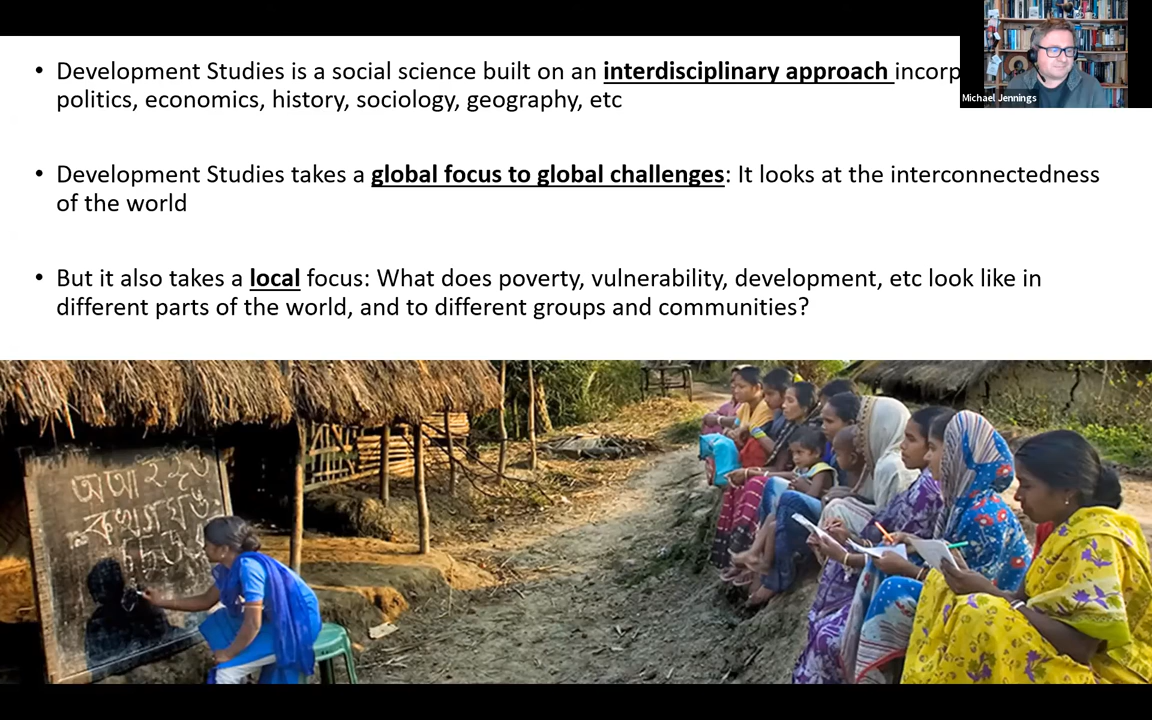 • Development Studies is a social science built on an interdisciplinary approach incorp
politics, economics, history, sociology, geography, etc
• Development Studies takes a global focus to global challenges: It looks at the interconnectedness
of the world
• But it also takes a local focus: What does poverty, vulnerability, development, etc look like in
different parts of the world, and to different groups and communities?
Michael Jennings
অ আ ই ঈ উ
ক খ গ ঘ ঙ